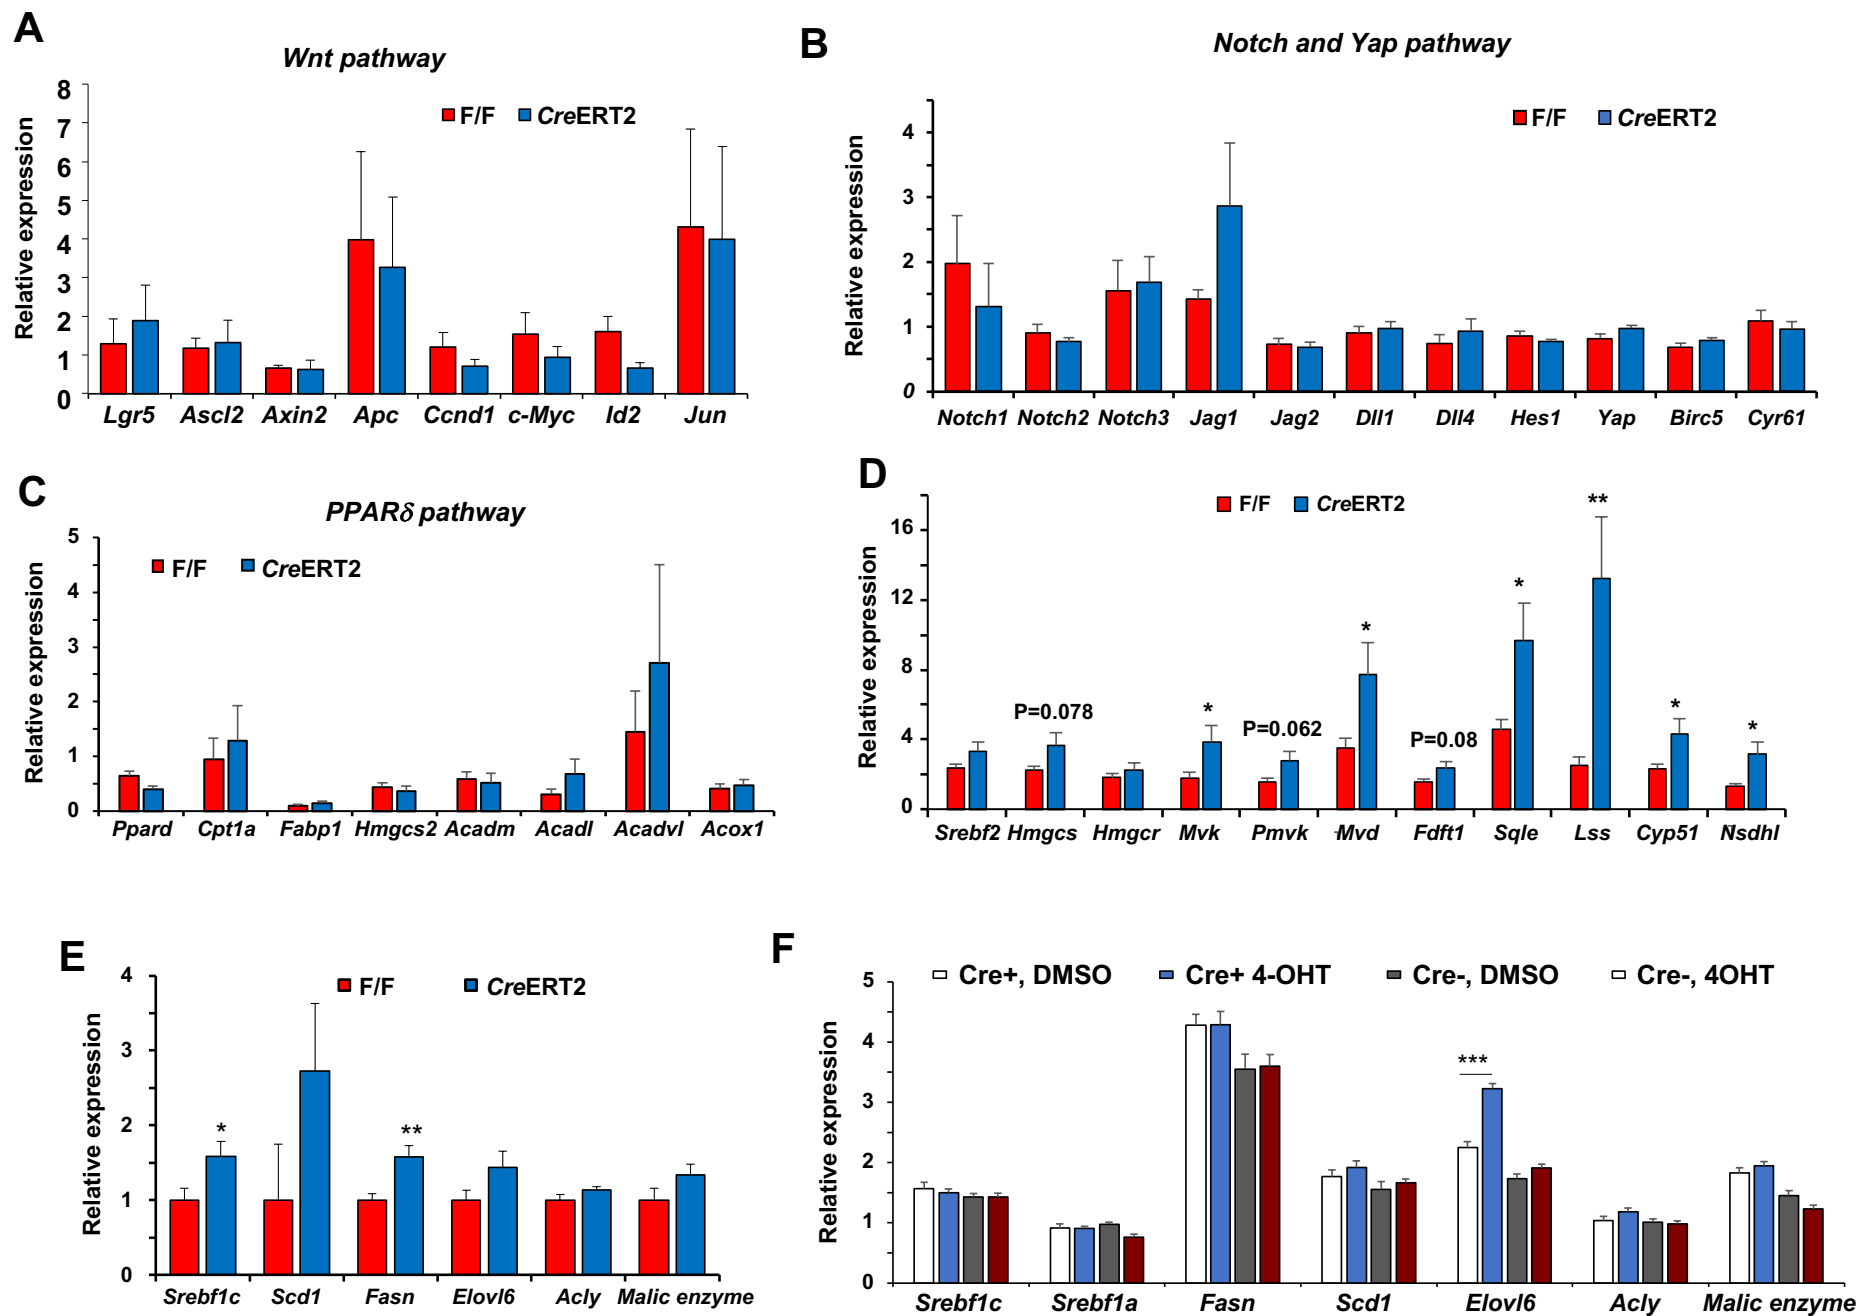 A
Wnt pathway
Relative expression
8
7
6
5
4
3
2
1
0
F/F CreERT2
Lgr5 Ascl2 Axin2 Apc Ccnd1 c-Myc Id2 Jun
B
Notch and Yap pathway
Relative expression
4
3
2
1
0
F/F CreERT2
Notch1 Notch2 Notch3 Jag1 Jag2 Dll1 Dll4 Hes1 Yap Birc5 Cyr61
C
PPARδ pathway
Relative expression
5
4
3
2
1
0
F/F CreERT2
Ppard Cpt1a Fabp1 Hmgcs2 Acadm Acadl Acadvl Acox1
D
Relative expression
16
12
8
4
0
F/F CreERT2
P=0.078 * P=0.062 * P=0.08 * ** * *
Srebf2 Hmgcs Hmgcr Mvk Pmvk Mvd Fdft1 Sqle Lss Cyp51 Nsdhl
E
Relative expression
4
3
2
1
0
F/F CreERT2
* **
Srebf1c Scd1 Fasn Elovl6 Acly Malic enzyme
F
Relative expression
5
4
3
2
1
0
Cre+, DMSO Cre+ 4-OHT Cre-, DMSO Cre-, 4OHT
***
Srebf1c Srebf1a Fasn Scd1 Elovl6 Acly Malic enzyme